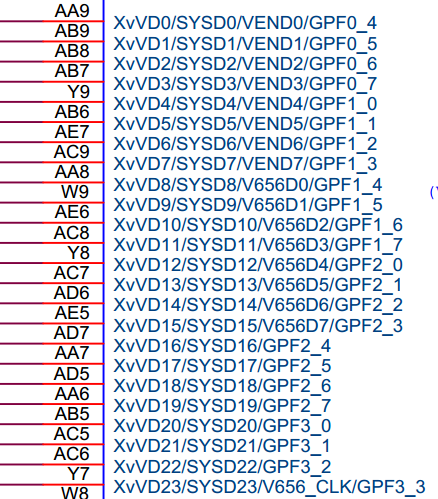 AA9 XvVD0/SYSD0/VEND0/GPF0_4
AB9 XvVD1/SYSD1/VEND1/GPF0_5
AB8 XvVD2/SYSD2/VEND2/GPF0_6
AB7 XvVD3/SYSD3/VEND3/GPF0_7
Y9 XvVD4/SYSD4/VEND4/GPF1_0
AB6 XvVD5/SYSD5/VEND5/GPF1_1
AE7 XvVD6/SYSD6/VEND6/GPF1_2
AC9 XvVD7/SYSD7/VEND7/GPF1_3
AA8 XvVD8/SYSD8/V656D0/GPF1_4
W9 XvVD9/SYSD9/V656D1/GPF1_5
AE6 XvVD10/SYSD10/V656D2/GPF1_6
AC8 XvVD11/SYSD11/V656D3/GPF1_7
Y8 XvVD12/SYSD12/V656D4/GPF2_0
AC7 XvVD13/SYSD13/V656D5/GPF2_1
AD6 XvVD14/SYSD14/V656D6/GPF2_2
AE5 XvVD15/SYSD15/V656D7/GPF2_3
AD7 XvVD16/SYSD16/GPF2_4
AA7 XvVD17/SYSD17/GPF2_5
AD5 XvVD18/SYSD18/GPF2_6
AA6 XvVD19/SYSD19/GPF2_7
AB5 XvVD20/SYSD20/GPF3_0
AC5 XvVD21/SYSD21/GPF3_1
AC6 XvVD22/SYSD22/GPF3_2
Y7 XvVD23/SYSD23/V656_CLK/GPF3_3
W8